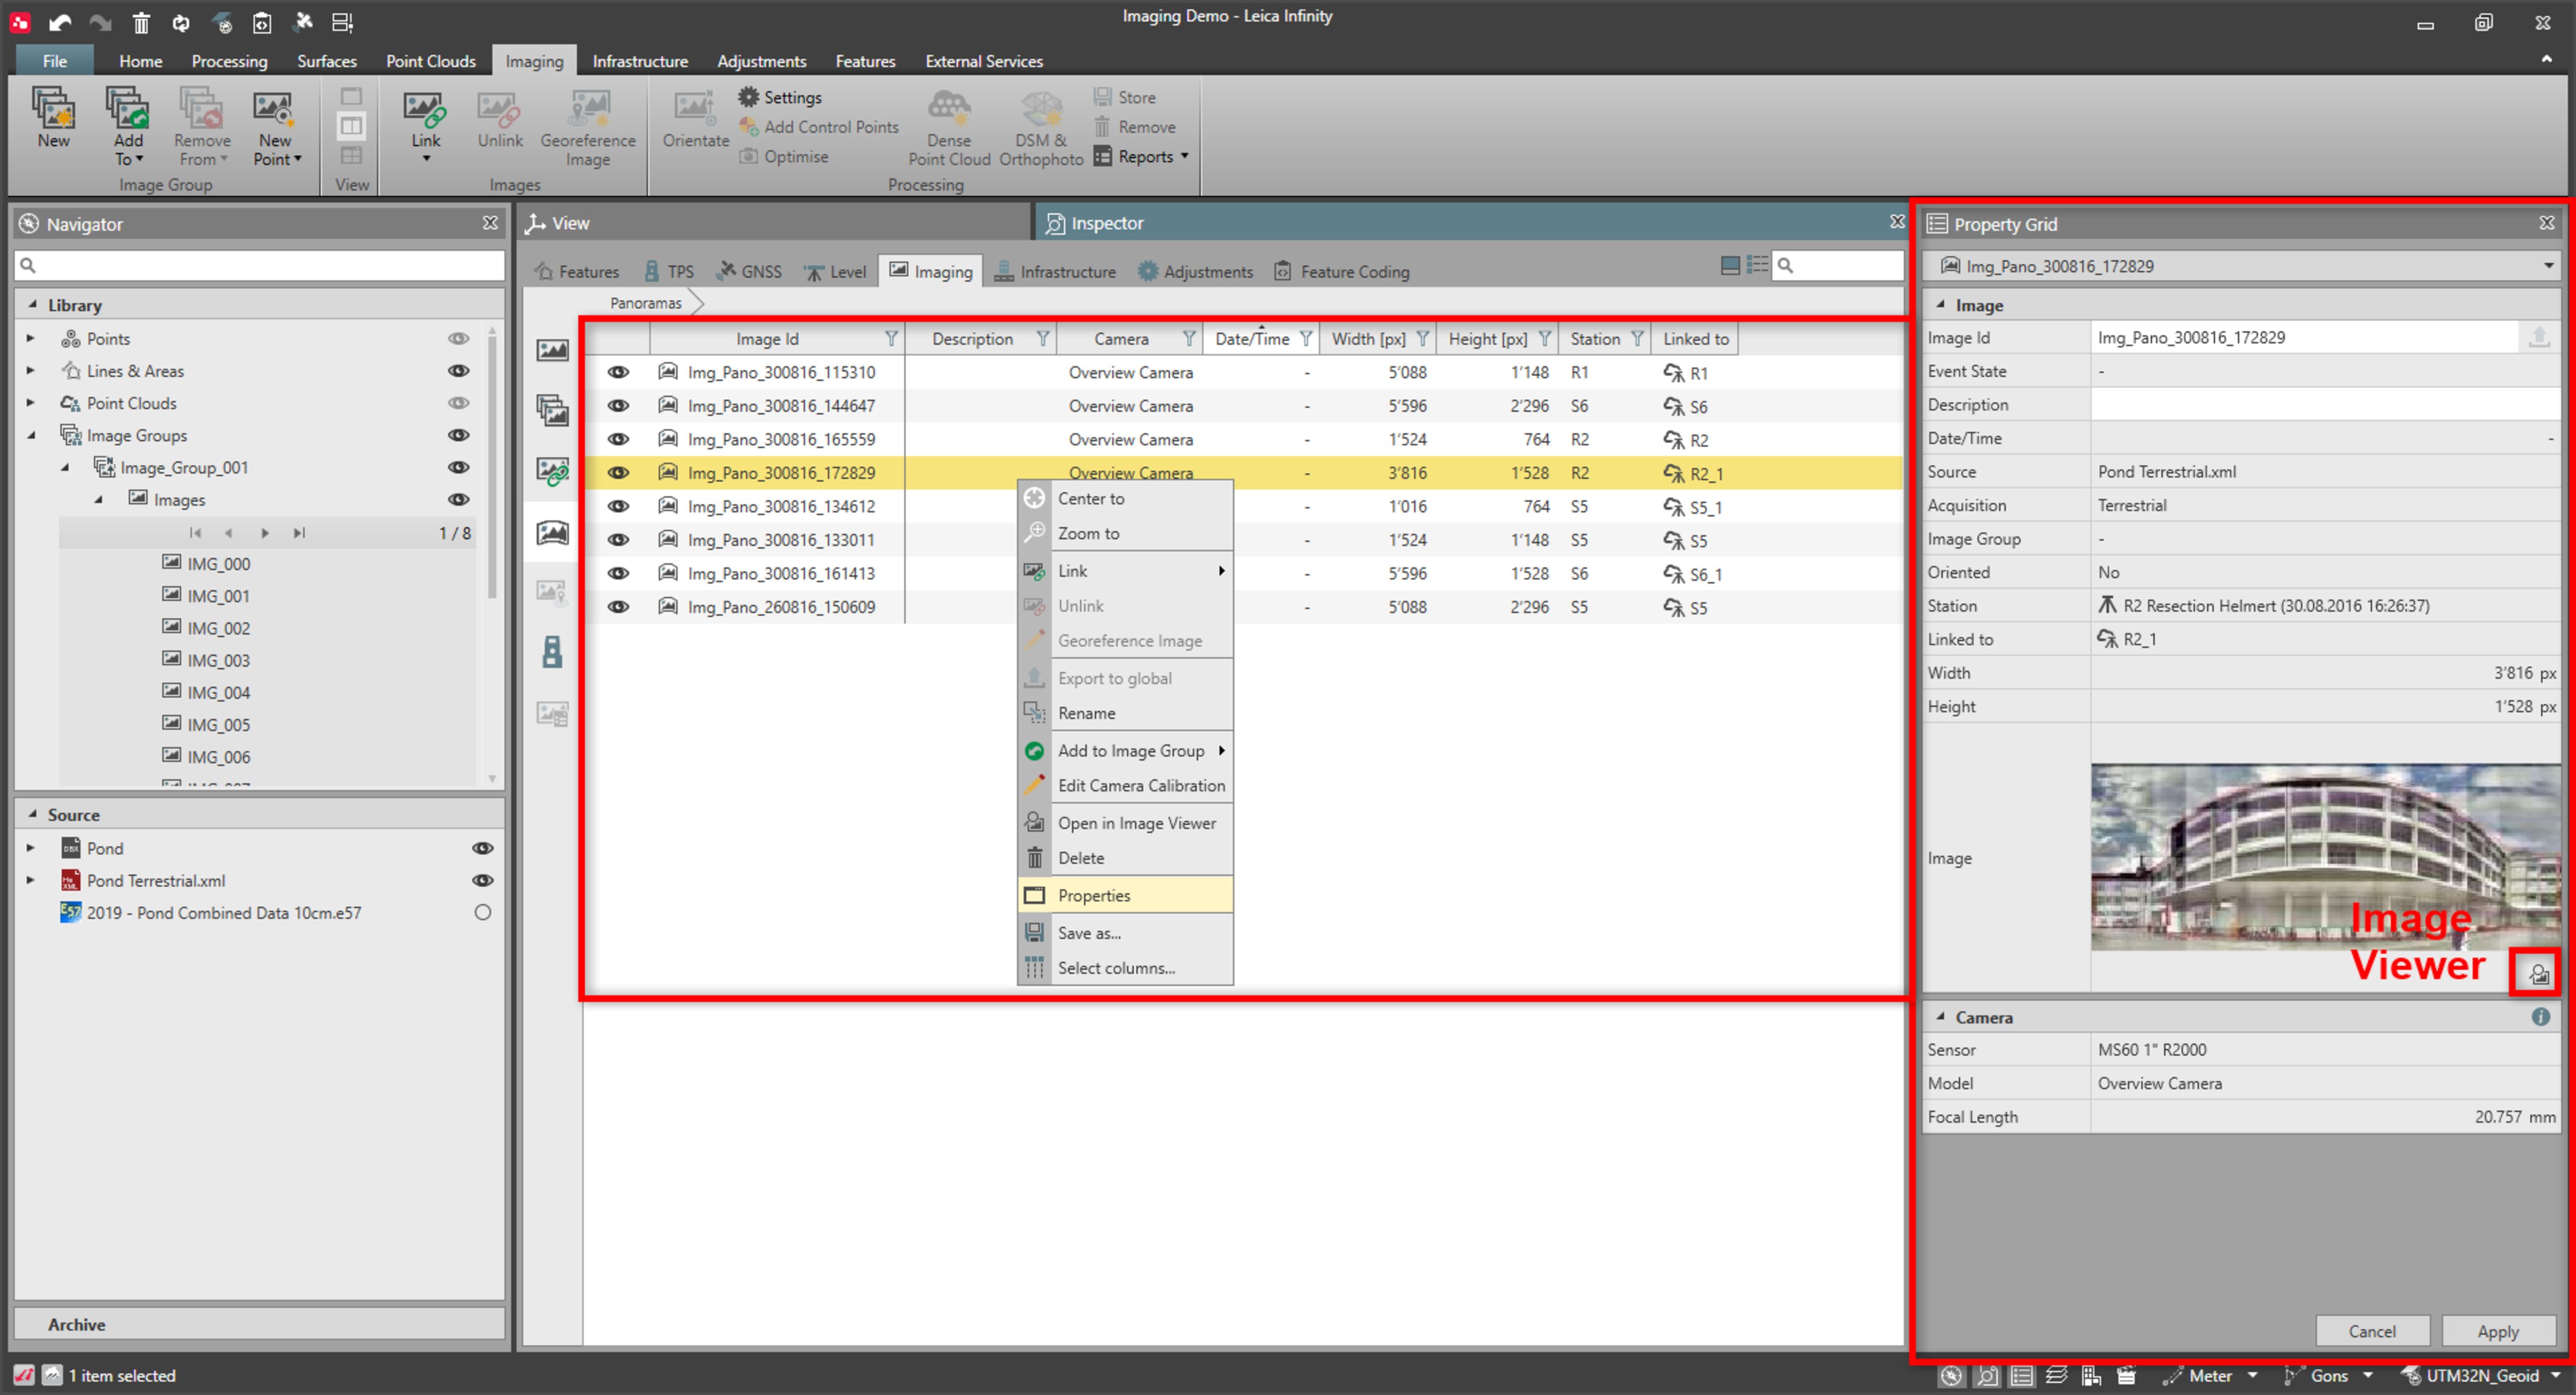 Imaging Demo - Leica Infinity
File Home Processing Surfaces Point Clouds Imaging Infrastructure Adjustments Features External Services
New
Add To
Remove From
New Point
Image Group
View
Link
Unlink
Georeference Image
Images
Orientate
Settings
Add Control Points
Optimise
Dense Point Cloud
DSM & Orthophoto
Store
Remove
Reports
Processing
Navigator
Library
Points
Lines & Areas
Point Clouds
Image Groups
Image_Group_001
Images
1 / 8
IMG_000
IMG_001
IMG_002
IMG_003
IMG_004
IMG_005
IMG_006
Source
Pond
Pond Terrestrial.xml
2019 - Pond Combined Data 10cm.e57
Archive
View
Inspector
Features TPS GNSS Level Imaging Infrastructure Adjustments Feature Coding
Panoramas
Image Id Description Camera Date/Time Width [px] Height [px] Station Linked to
Img_Pano_300816_115310 Overview Camera - 5'088 1'148 R1 R1
Img_Pano_300816_144647 Overview Camera - 5'596 2'296 S6 S6
Img_Pano_300816_165559 Overview Camera - 1'524 764 R2 R2
Img_Pano_300816_172829 Overview Camera - 3'816 1'528 R2 R2_1
Img_Pano_300816_134612 - 1'016 764 S5 S5_1
Img_Pano_300816_133011 - 1'524 1'148 S5 S5
Img_Pano_300816_161413 - 5'596 1'528 S6 S6_1
Img_Pano_260816_150609 - 5'088 2'296 S5 S5
Center to
Zoom to
Link
Unlink
Georeference Image
Export to global
Rename
Add to Image Group
Edit Camera Calibration
Open in Image Viewer
Delete
Properties
Save as...
Select columns...
Property Grid
Img_Pano_300816_172829
Image
Image Id Img_Pano_300816_172829
Event State -
Description
Date/Time -
Source Pond Terrestrial.xml
Acquisition Terrestrial
Image Group -
Oriented No
Station R2 Resection Helmert (30.08.2016 16:26:37)
Linked to R2_1
Width 3'816 px
Height 1'528 px
Image
Image
Viewer
Camera
Sensor MS60 1" R2000
Model Overview Camera
Focal Length 20.757 mm
Cancel Apply
1 item selected
Meter Gons UTM32N_Geoid